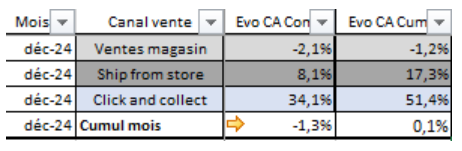 Mois Canal vente Evo CA Con Evo CA Cum
déc-24 Ventes magasin -2,1% -1,2%
déc-24 Ship from store 8,1% 17,3%
déc-24 Click and collect 34,1% 51,4%
déc-24 Cumul mois -1,3% 0,1%